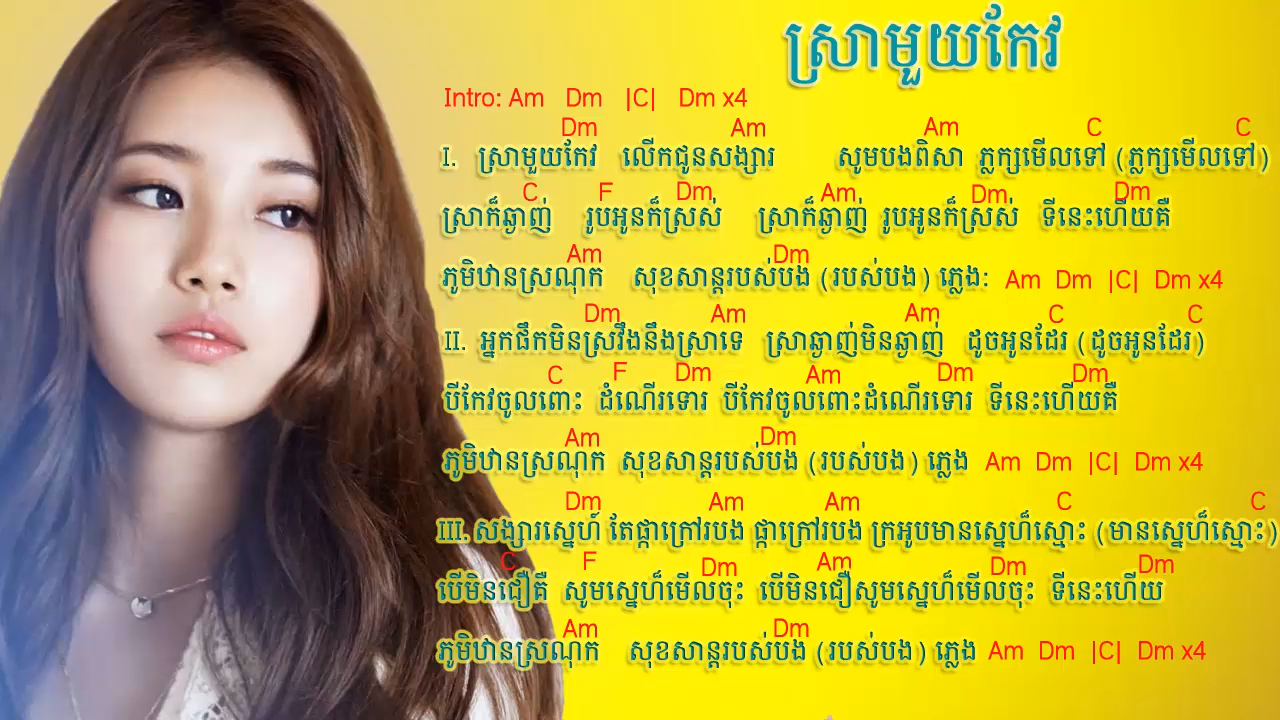 ស្រាមួយកែវ
Intro: Am Dm |C| Dm x4
Dm Am Am C C
I. ស្រាមួយកែវ លើកជូនសង្សារ សូមបងពិសា ភ្លក្សមើលទៅ (ភ្លក្សមើលទៅ)
C F Dm Am Dm Dm
ស្រាក៏ឆ្ងាញ់ រូបអូនក៏ស្រស់ ស្រាក៏ឆ្ងាញ់ រូបអូនក៏ស្រស់ ទីនេះហើយគឺ
Am Dm
ភូមិឋានស្រណុក សុខសាន្តរបស់បង (របស់បង) ភ្លេង: Am Dm |C| Dm x4
Dm Am Am C C
II. អ្នកផឹកមិនស្រវឹងនឹងស្រាទេ ស្រាឆ្ងាញ់មិនឆ្ងាញ់ ដូចអូនដែរ (ដូចអូនដែរ)
C F Dm Am Dm Dm
បីកែវចូលពោះ ដំណើរទោរ បីកែវចូលពោះដំណើរទោរ ទីនេះហើយគឺ
Am Dm
ភូមិឋានស្រណុក សុខសាន្តរបស់បង (របស់បង) ភ្លេង Am Dm |C| Dm x4
Dm Am Am C C
III. សង្សារស្នេហ៍ តែផ្កាក្រៅរបង ផ្កាក្រៅរបង ក្រអូបមានស្នេហ៏ស្មោះ (មានស្នេហ៏ស្មោះ)
C F Dm Am Dm Dm
បើមិនជឿគឺ សូមស្នេហ៏មើលចុះ បើមិនជឿសូមស្នេហ៏មើលចុះ ទីនេះហើយ
Am Dm
ភូមិឋានស្រណុក សុខសាន្តរបស់បង (របស់បង) ភ្លេង Am Dm |C| Dm x4